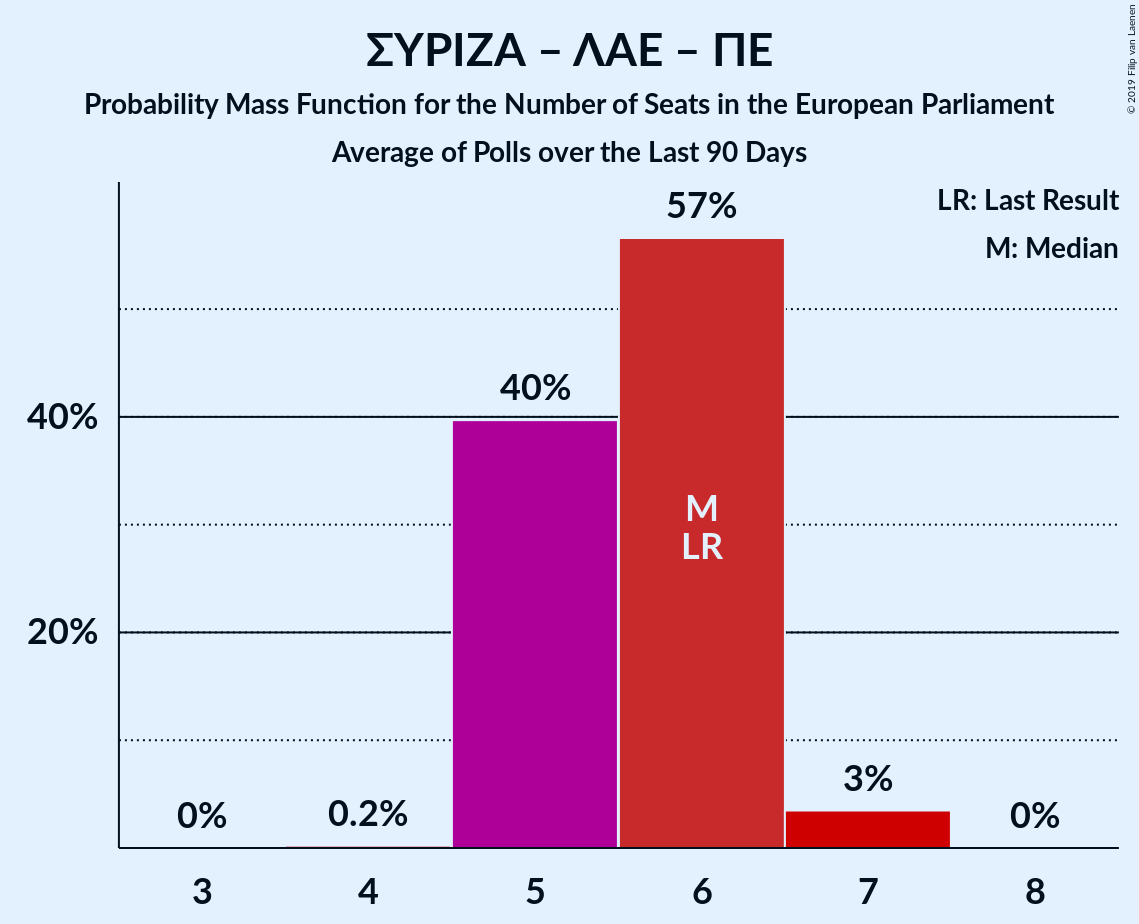 ΣΥΡΙΖΑ – ΛΑΕ – ΠΕ
Probability Mass Function for the Number of Seats in the European Parliament
Average of Polls over the Last 90 Days
© 2019 Filip van Laenen
LR: Last Result
M: Median
57%
40%
40%
M
LR
20%
3%
0%
0.2%
0%
3
4
5
6
7
8